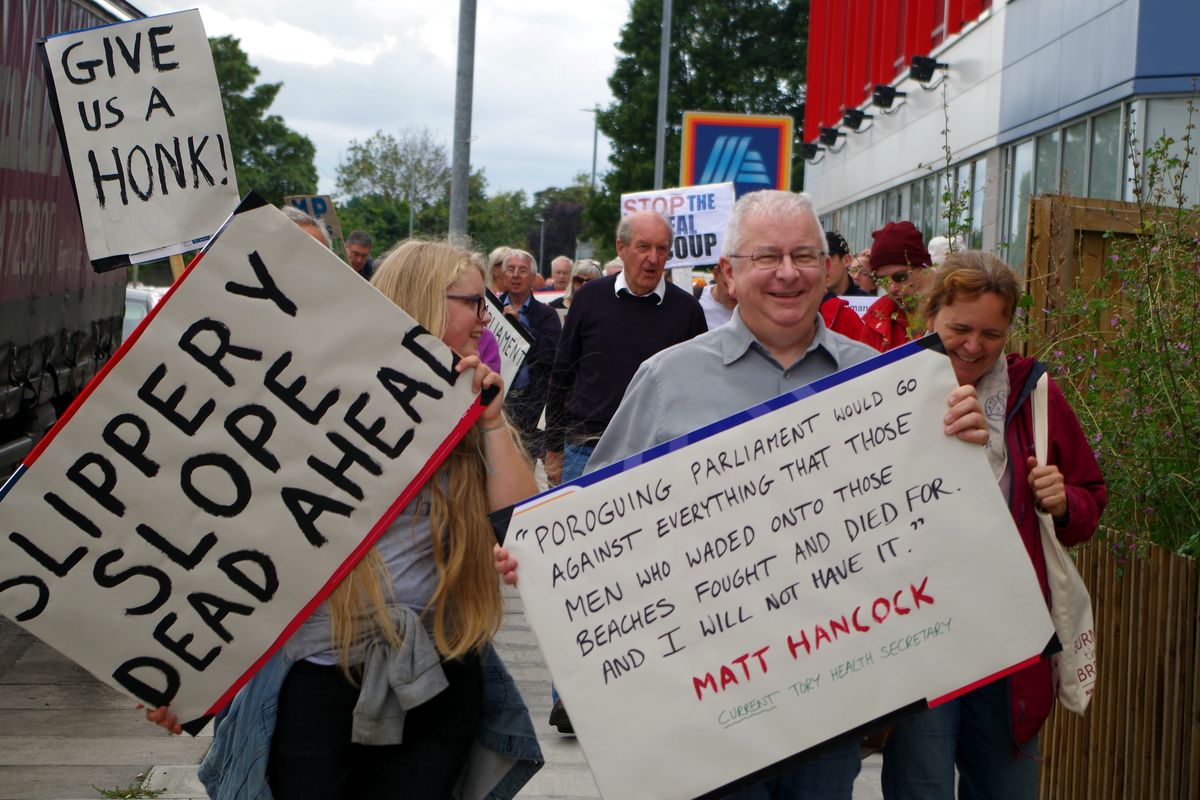 GIVE
US A
HONK!
SLIPPERY
SLOPE
DEAD AHEAD
STOP THE
COUP
MP
"POROGUING PARLIAMENT WOULD GO
AGAINST EVERYTHING THAT THOSE
MEN WHO WADED ONTO THOSE
BEACHES FOUGHT AND DIED FOR.
AND I WILL NOT HAVE IT."
MATT HANCOCK
CURRENT TORY HEALTH SECRETARY